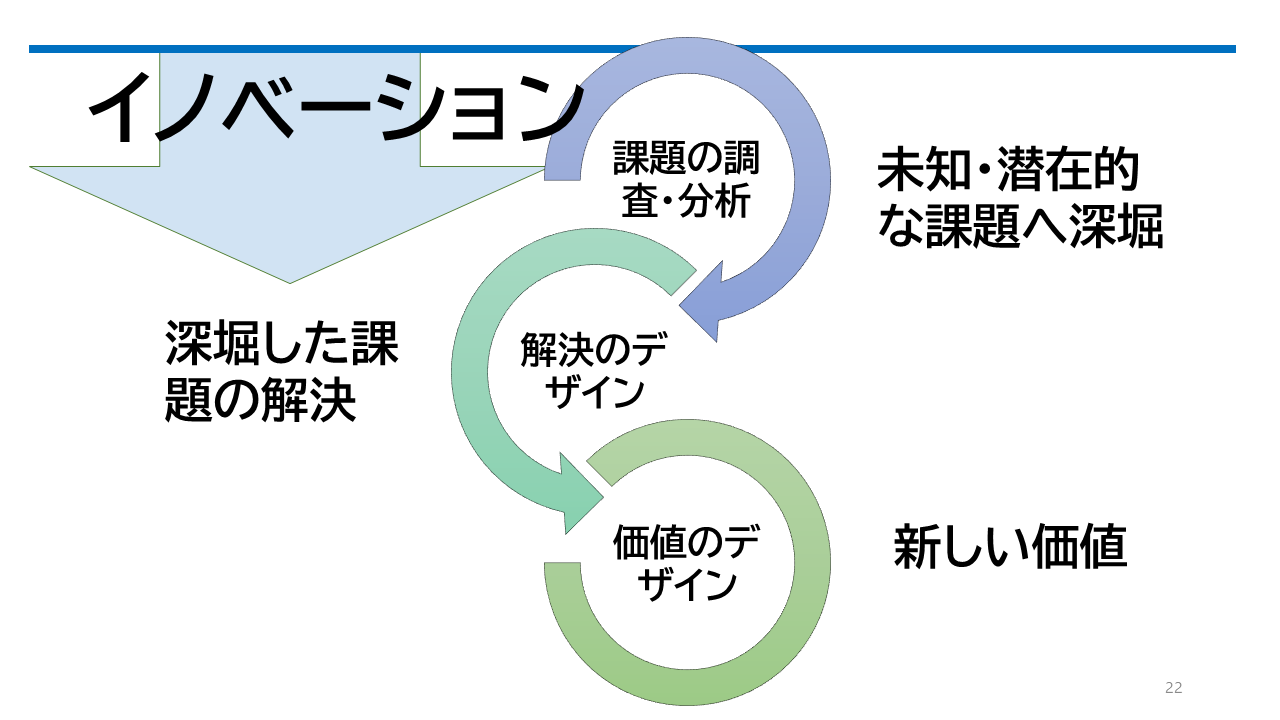 イノベーション
課題の調
査・分析
未知・潜在的
な課題へ深堀
深堀した課
題の解決
解決のデ
ザイン
価値のデ
ザイン
新しい価値
22